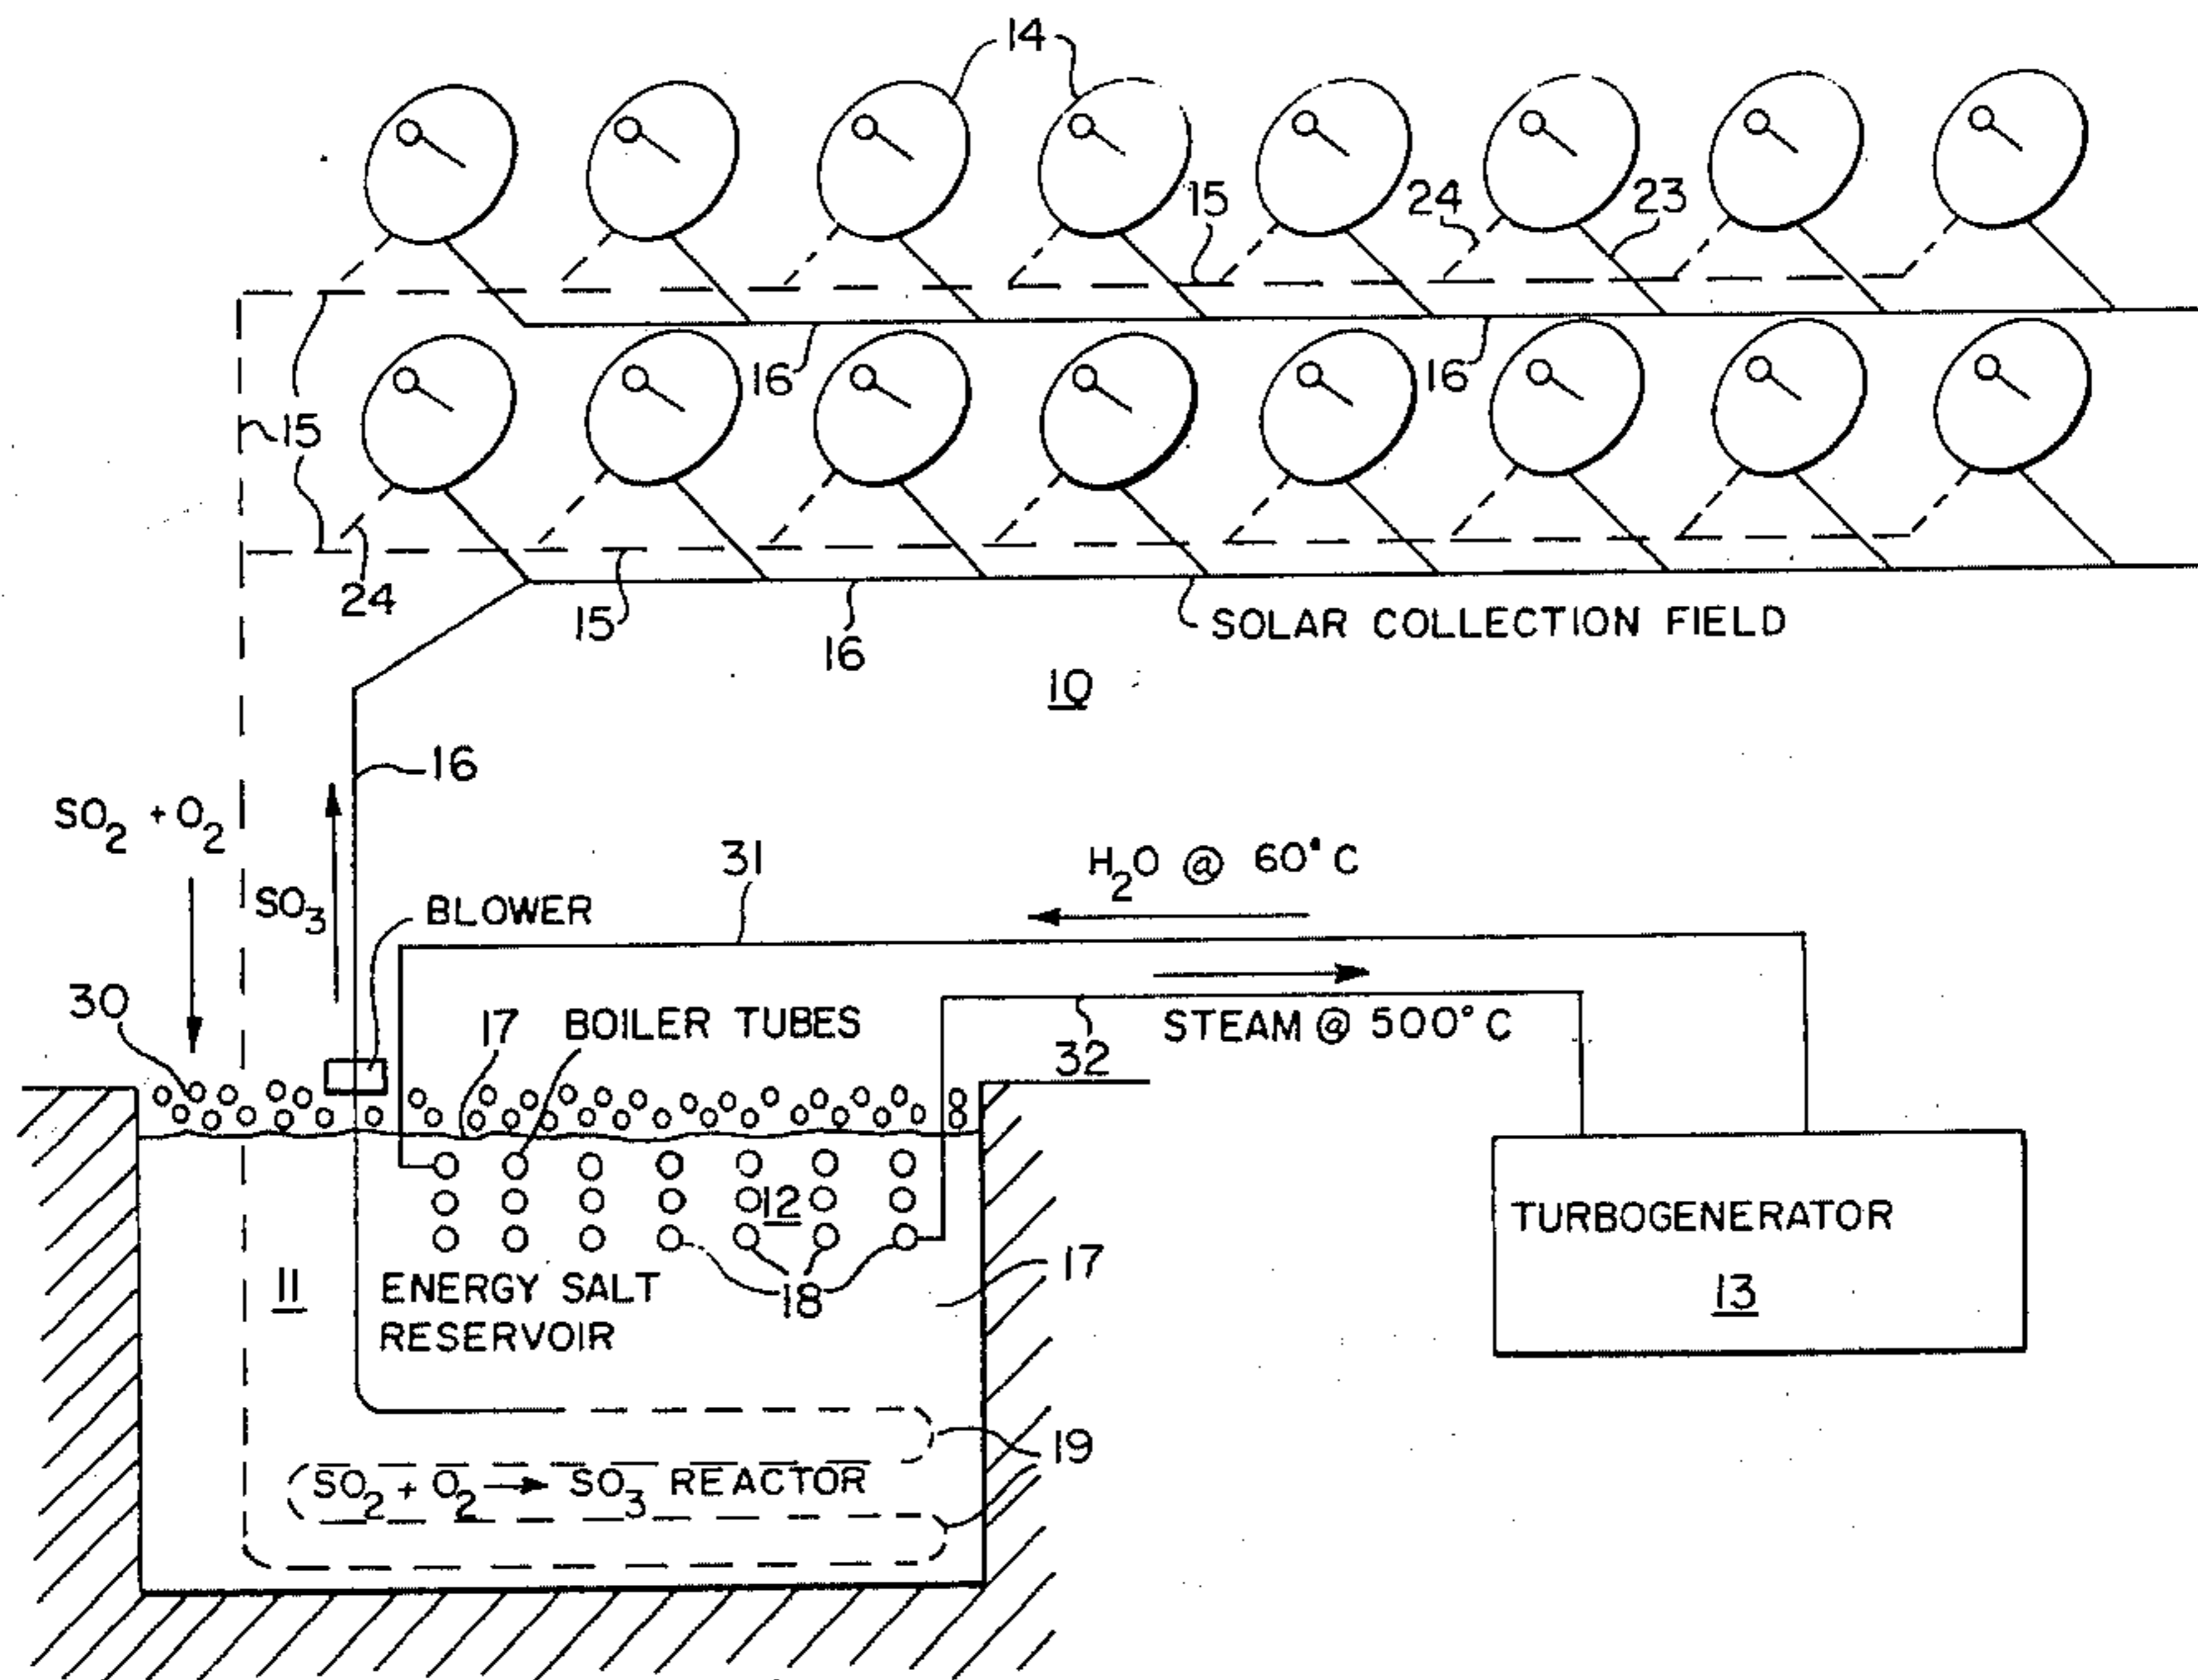 14
15
24
23
16
16
15
24
15
16
SOLAR COLLECTION FIELD
10
16
SO2 + O2
SO3
31
H2O @ 60°C
BLOWER
30
17
BOILER TUBES
STEAM @ 500°C
32
12
TURBOGENERATOR
13
11
ENERGY SALT
RESERVOIR
18
17
19
SO2 + O2 → SO3 REACTOR